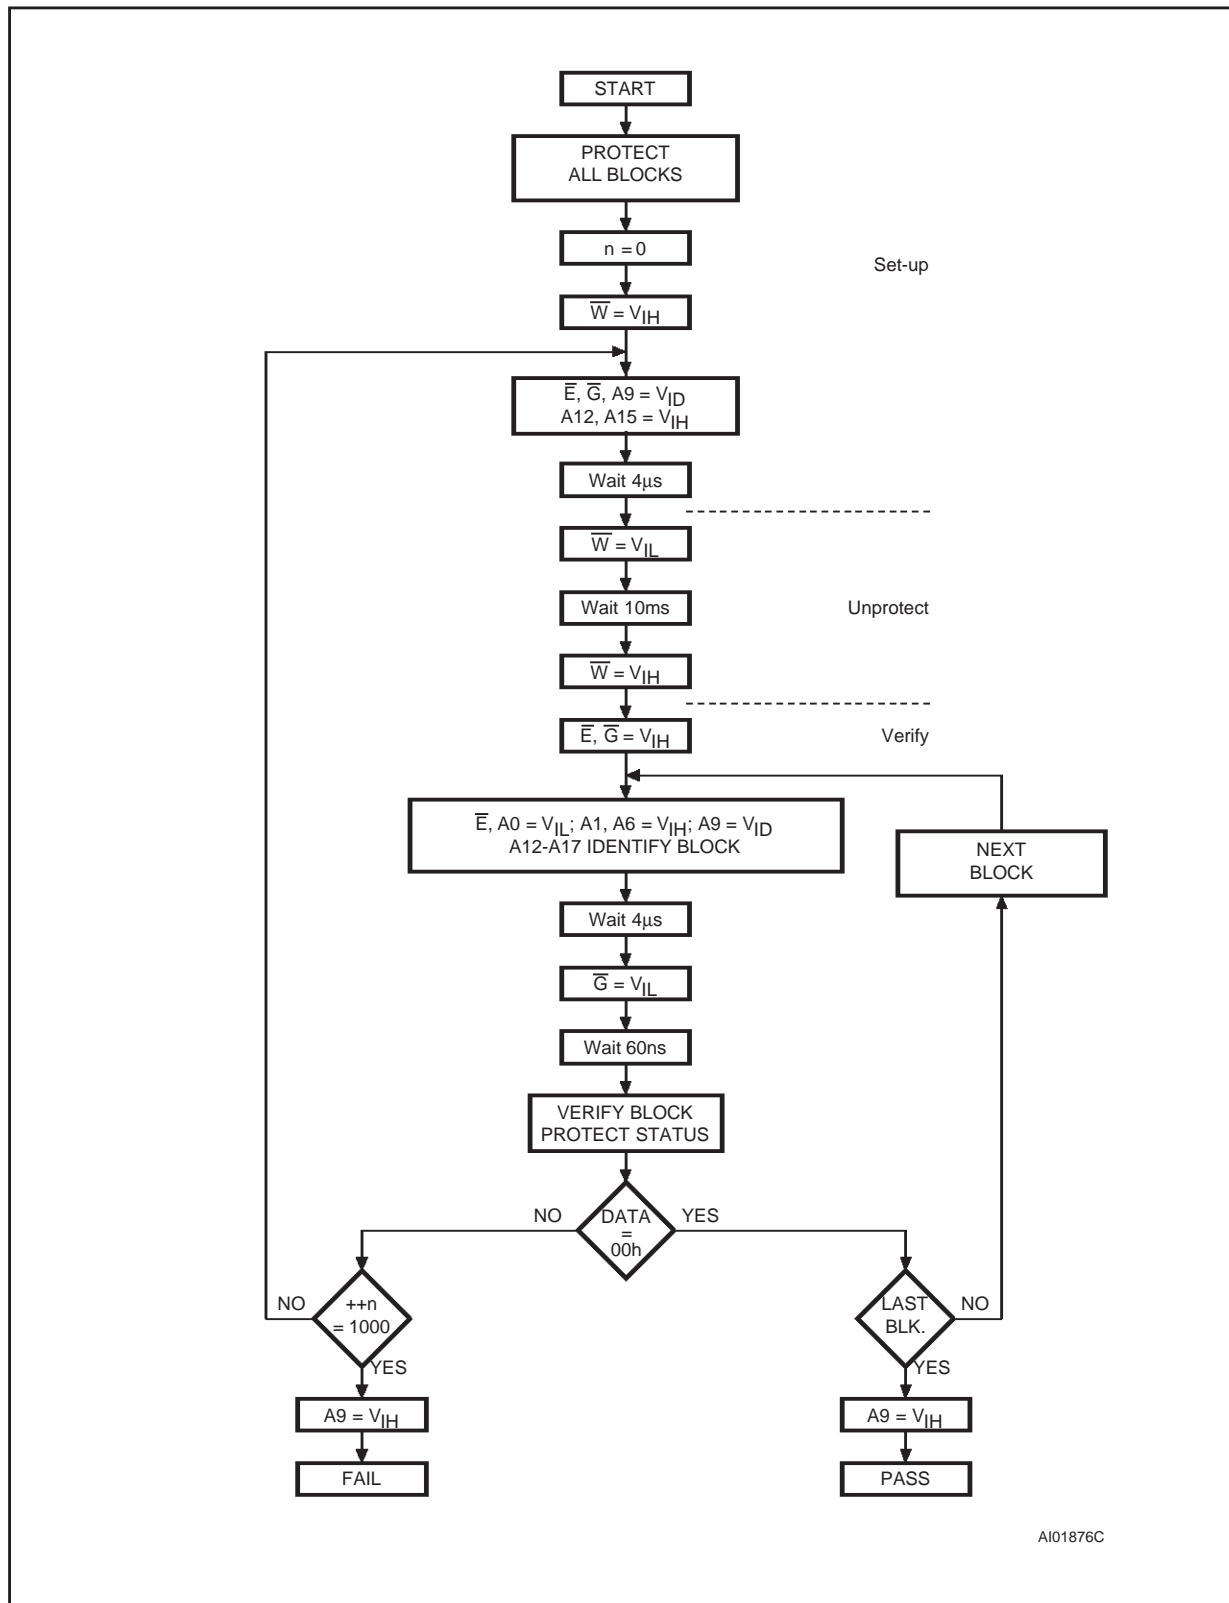 START
PROTECT
ALL BLOCKS
n = 0
Set-up
W̅ = VIH
E̅, G̅, A9 = VID
A12, A15 = VIH
Wait 4µs
W̅ = VIL
Wait 10ms
Unprotect
W̅ = VIH
E̅, G̅ = VIH
Verify
E̅, A0 = VIL; A1, A6 = VIH; A9 = VID
A12-A17 IDENTIFY BLOCK
NEXT
BLOCK
Wait 4µs
G̅ = VIL
Wait 60ns
VERIFY BLOCK
PROTECT STATUS
NO
DATA
=
00h
YES
NO
++n
= 1000
YES
LAST
BLK.
NO
YES
A9 = VIH
A9 = VIH
FAIL
PASS
AI01876C